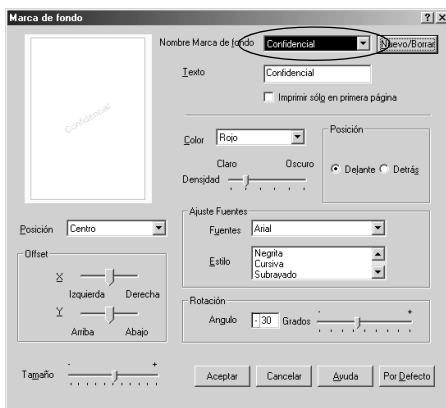 Marca de fondo
Nombre Marca de fondo Confidencial Nuevo/Borrar
Texto Confidencial
Imprimir sólo en primera página
Confidencial
Color Rojo
Posición
Delante Detrás
Claro Oscuro
Densidad
Posición Centro
Ajuste Fuentes
Fuentes Arial
Estilo Negrita
Cursiva
Subrayado
Offset
X
Izquierda Derecha
Y
Arriba Abajo
Rotación
Angulo - 30 Grados - +
Tamaño - +
Aceptar Cancelar Ayuda Por Defecto